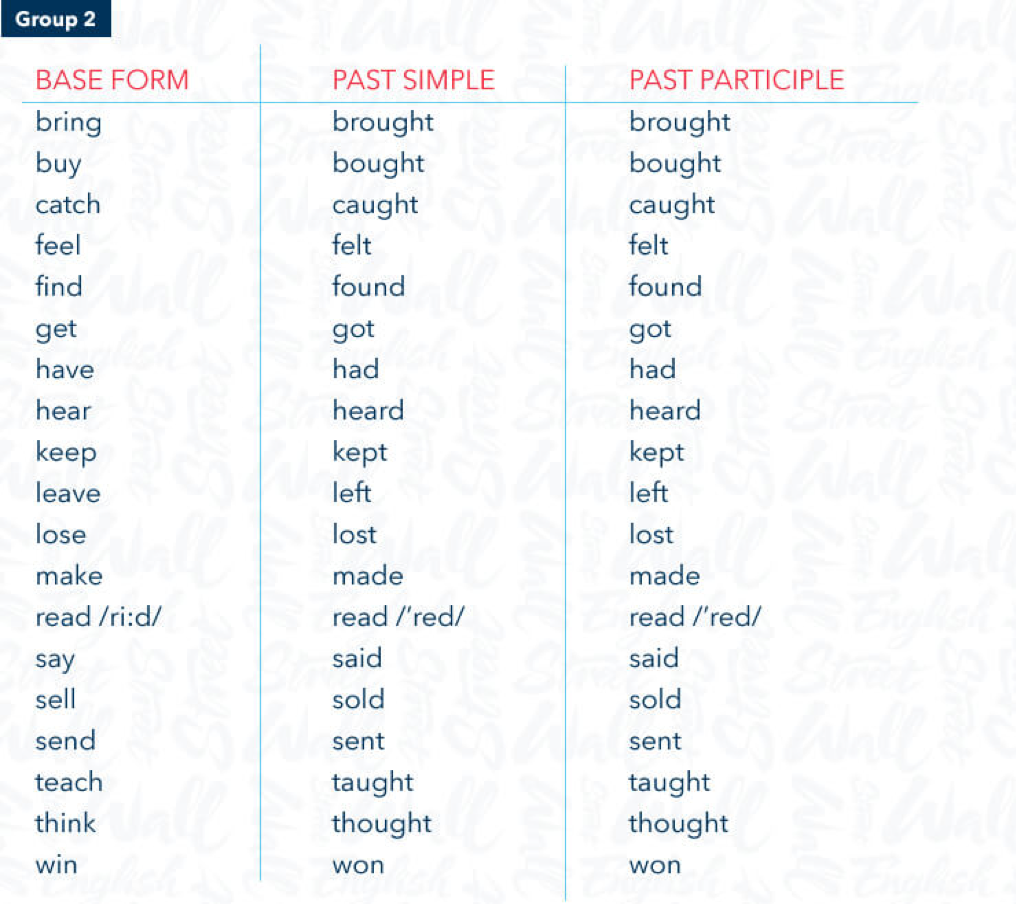 Group 2
BASE FORM PAST SIMPLE PAST PARTICIPLE
bring brought brought
buy bought bought
catch caught caught
feel felt felt
find found found
get got got
have had had
hear heard heard
keep kept kept
leave left left
lose lost lost
make made made
read /ri:d/ read /’red/ read /’red/
say said said
sell sold sold
send sent sent
teach taught taught
think thought thought
win won won